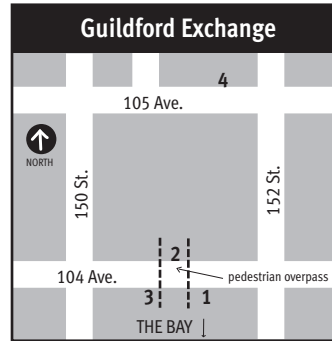 Guildford Exchange
4
105 Ave.
NORTH
150 St.
152 St.
2
104 Ave.
pedestrian overpass
3
1
THE BAY